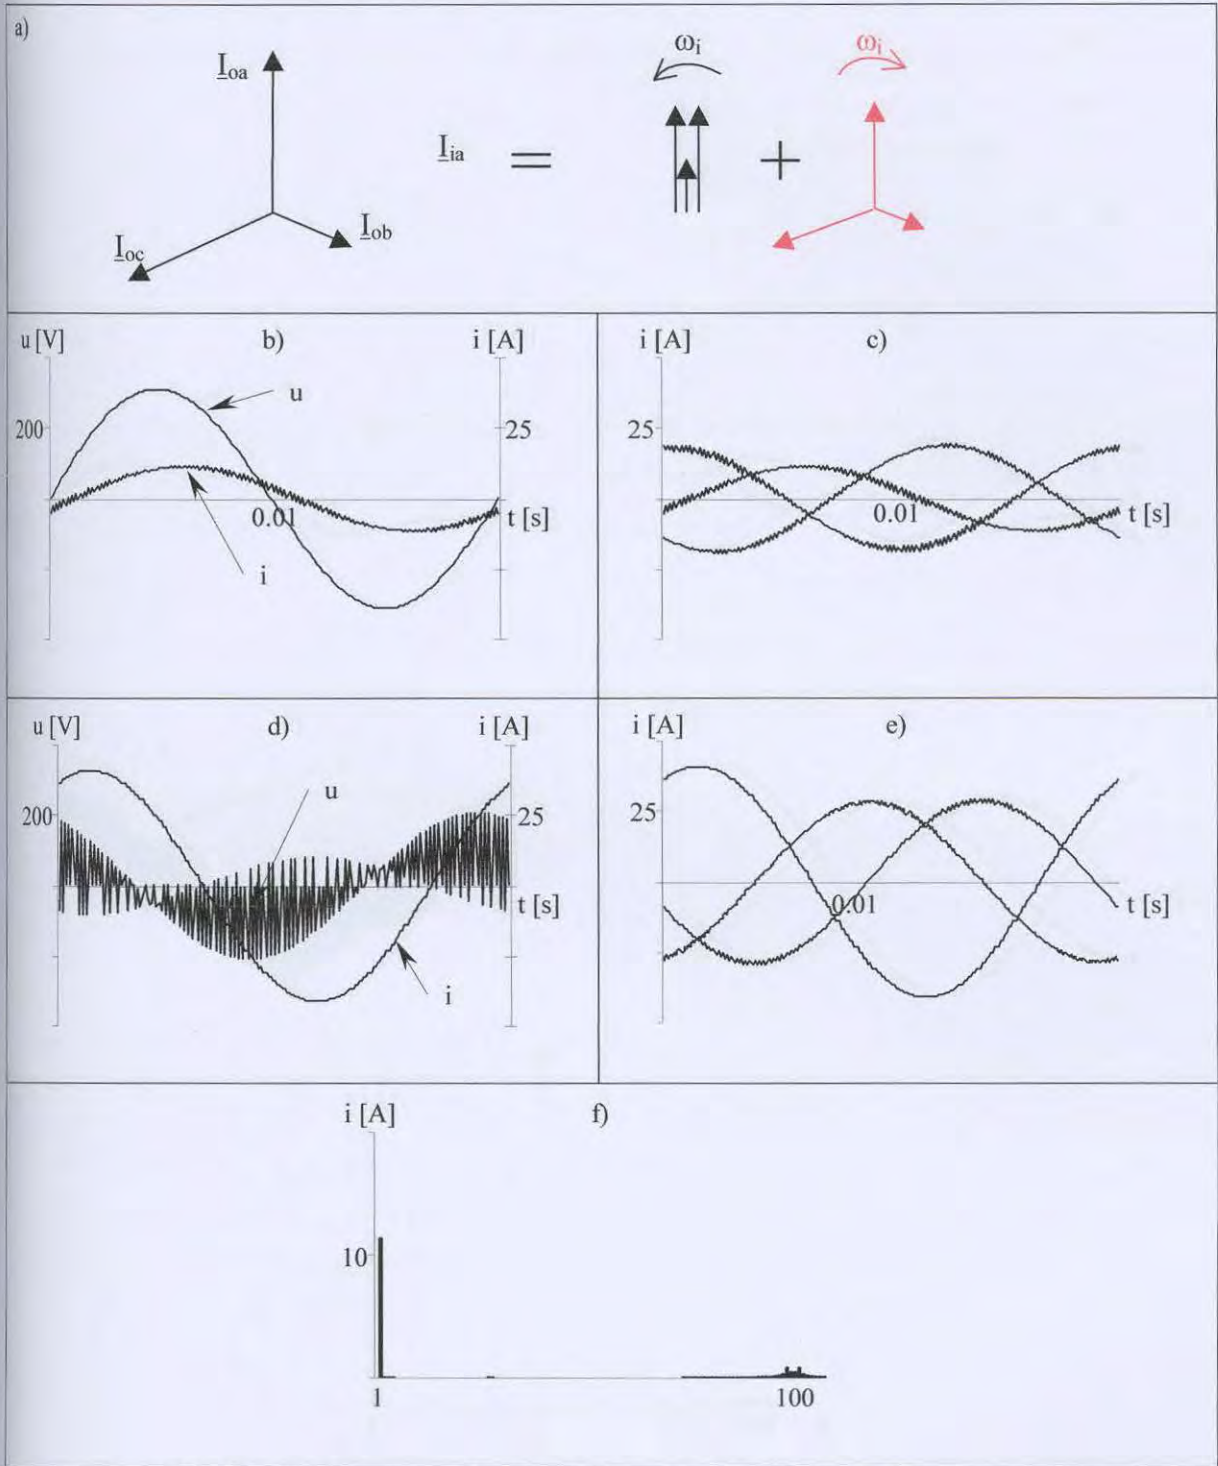 a)
I̲oa
I̲ob
I̲oc
I̲ia = +
ωi
ωi
u [V] b) i [A]
u
200
25
0.01
t [s]
i
i [A] c)
25
0.01 t [s]
u [V] d) i [A]
u
200
25
t [s]
i
i [A] e)
25
0.01 t [s]
i [A] f)
10
1 100